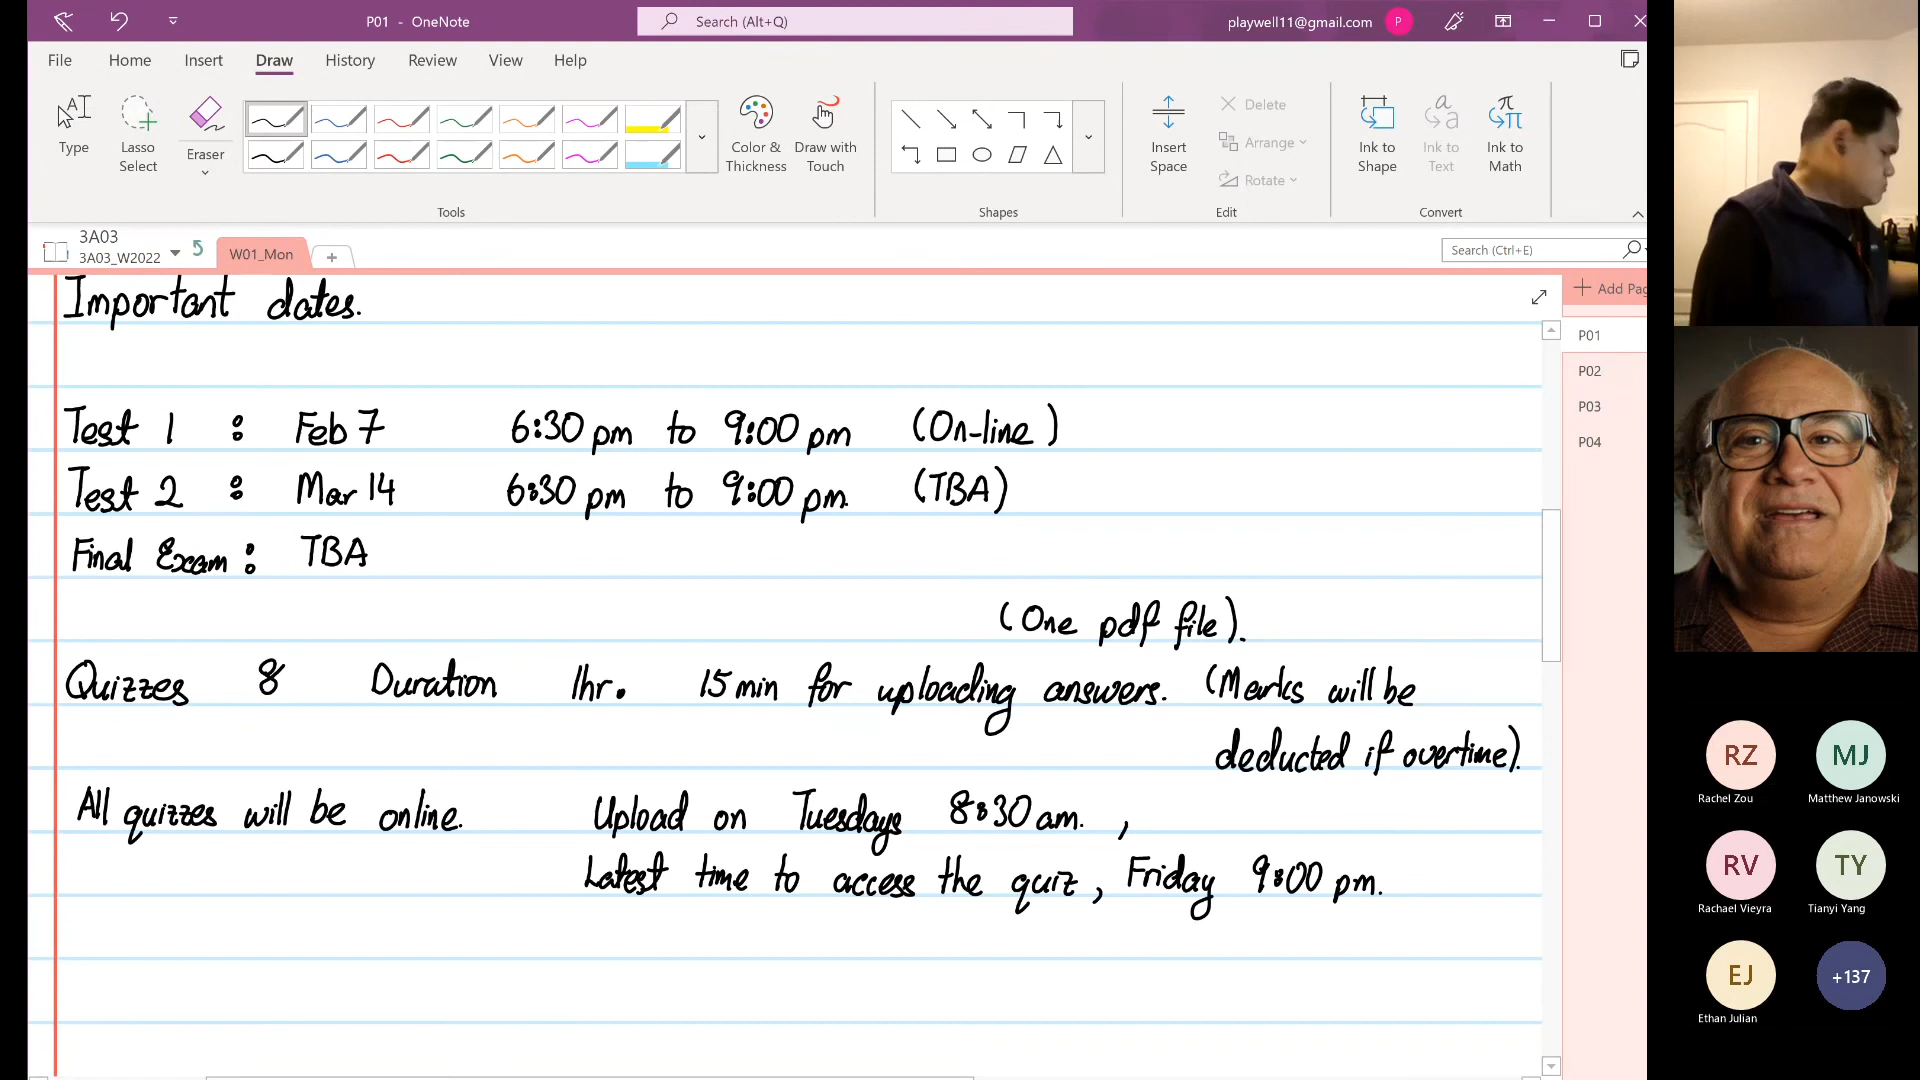 P01 - OneNote
Search (Alt+Q)
playwell11@gmail.com
P
File Home Insert Draw History Review View Help
Type
Lasso Select
Eraser
Color & Thickness
Draw with Touch
Insert Space
Delete
Arrange
Rotate
Ink to Shape
Ink to Text
Ink to Math
Tools Shapes Edit Convert
3A03
3A03_W2022
W01_Mon
Search (Ctrl+E)
Add Pag
P01
P02
P03
P04
Important dates.
Test 1 : Feb 7 6:30 pm to 9:00 pm (On-line)
Test 2 : Mar 14 6:30 pm to 9:00 pm. (TBA)
Final Exam : TBA
(One pdf file).
Quizzes 8 Duration 1hr. 15 min for uploading answers. (Marks will be
deducted if overtime).
All quizzes will be online. Upload on Tuesdays 8:30 am. ,
Latest time to access the quiz, Friday 9:00 pm.
RZ
Rachel Zou
MJ
Matthew Janowski
RV
Rachael Vieyra
TY
Tianyi Yang
EJ
Ethan Julian
+137